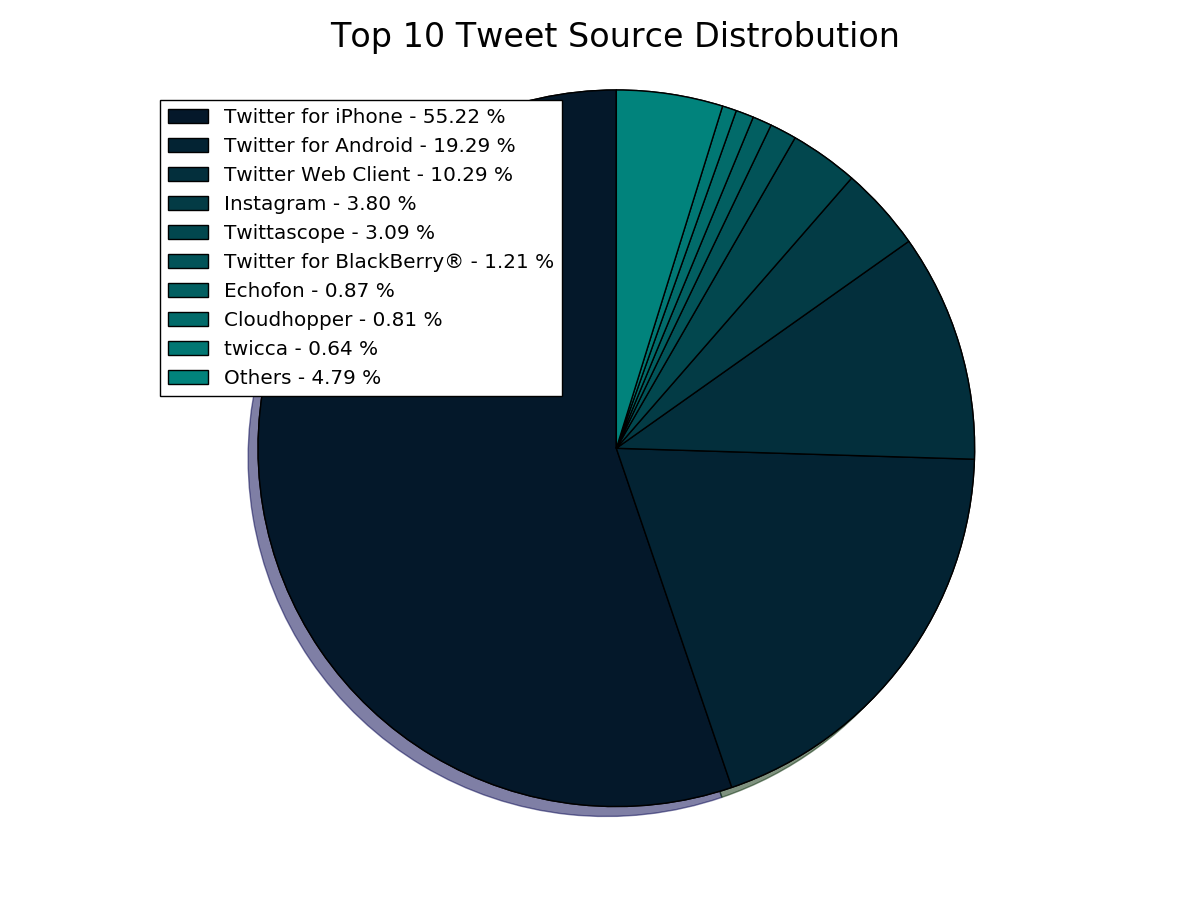 Top 10 Tweet Source Distrobution
Twitter for iPhone - 55.22 %
Twitter for Android - 19.29 %
Twitter Web Client - 10.29 %
Instagram - 3.80 %
Twittascope - 3.09 %
Twitter for BlackBerry® - 1.21 %
Echofon - 0.87 %
Cloudhopper - 0.81 %
twicca - 0.64 %
Others - 4.79 %